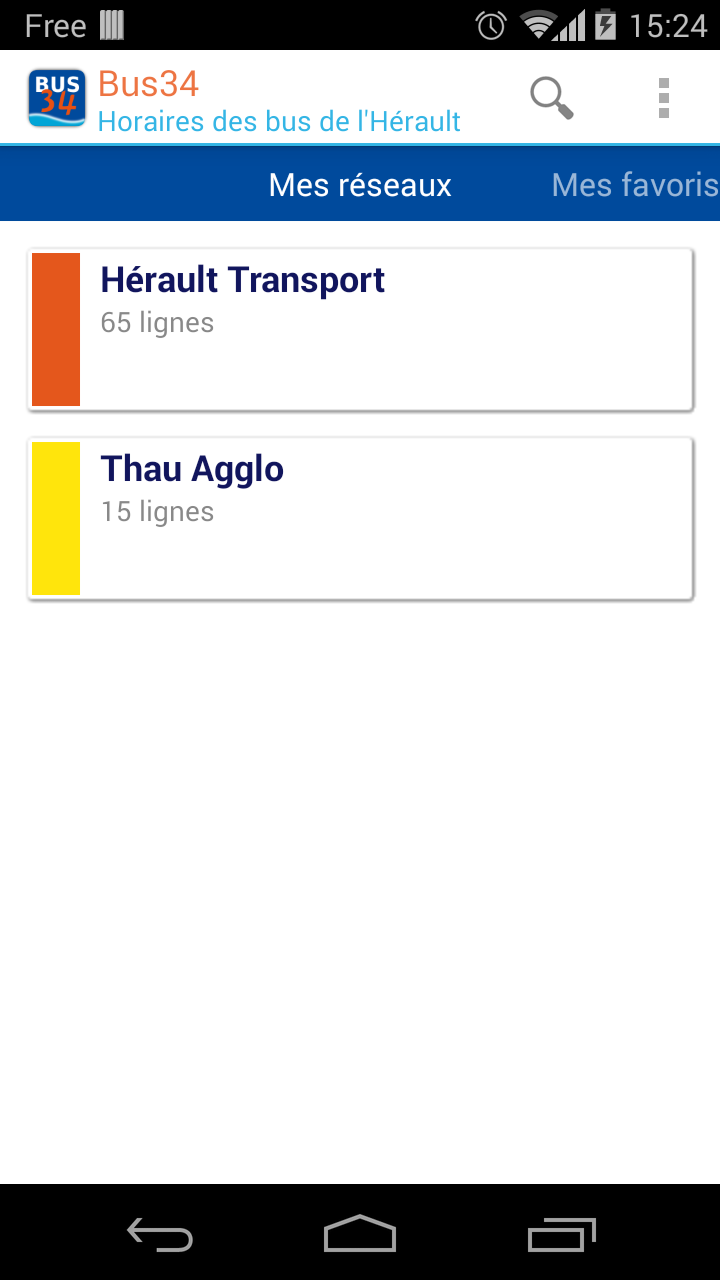 Free 15:24
BUS
34
Bus34
Horaires des bus de l'Hérault
Mes réseaux Mes favoris
Hérault Transport
65 lignes
Thau Agglo
15 lignes